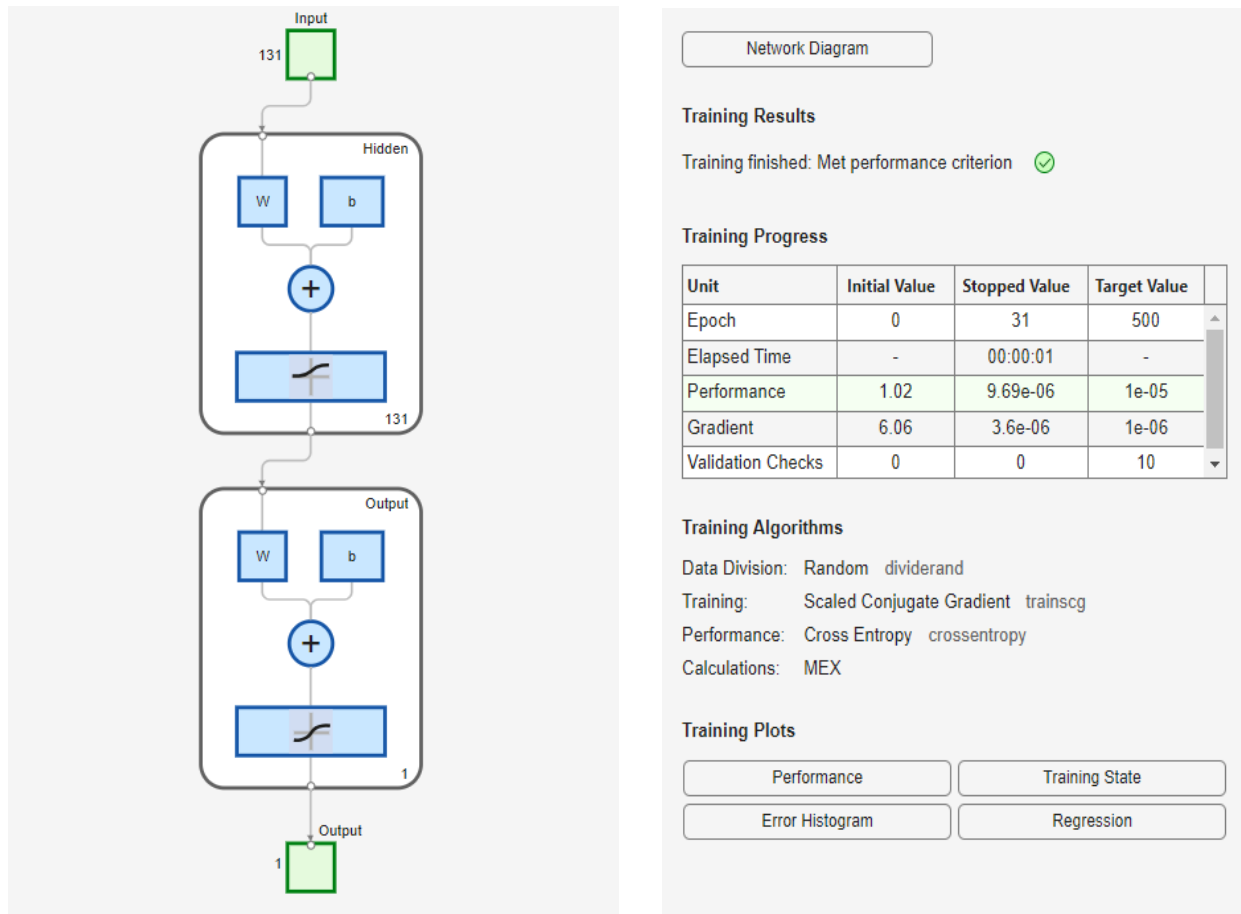 Input
131
Hidden
W b
+
131
Output
W b
+
1
Output
1
Network Diagram
Training Results
Training finished: Met performance criterion
Training Progress
Unit Initial Value Stopped Value Target Value
Epoch 0 31 500
Elapsed Time - 00:00:01 -
Performance 1.02 9.69e-06 1e-05
Gradient 6.06 3.6e-06 1e-06
Validation Checks 0 0 10
Training Algorithms
Data Division: Random dividerand
Training: Scaled Conjugate Gradient trainscg
Performance: Cross Entropy crossentropy
Calculations: MEX
Training Plots
Performance Training State
Error Histogram Regression